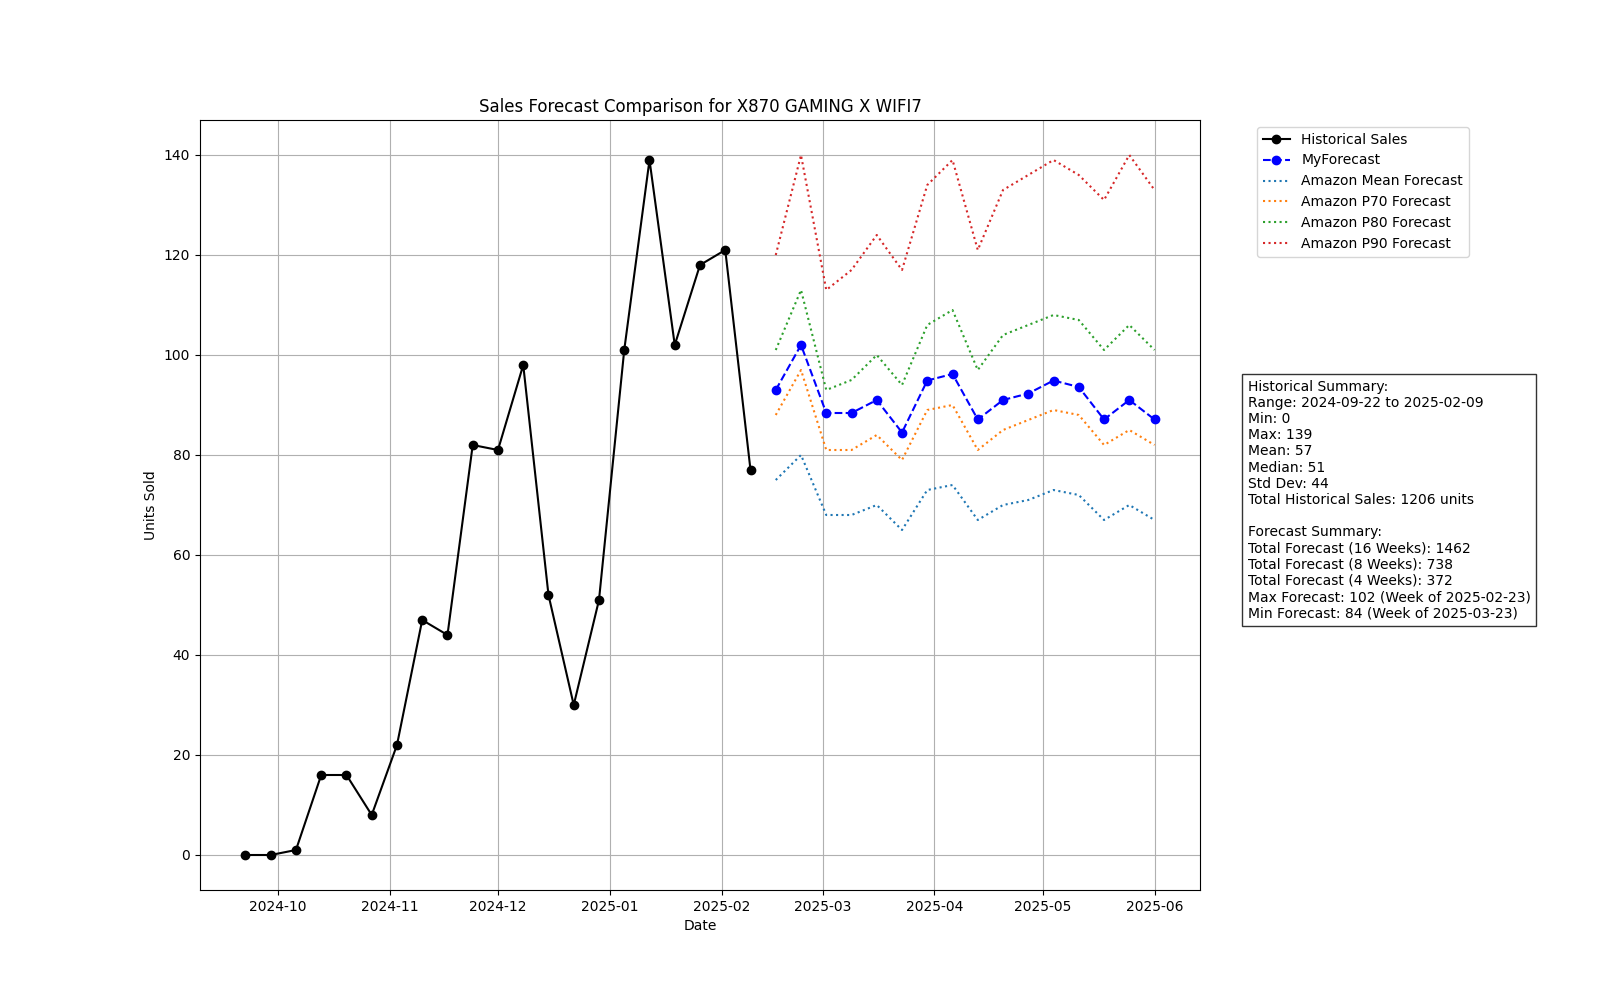 Sales Forecast Comparison for X870 GAMING X WIFI7
Historical Sales
MyForecast
Amazon Mean Forecast
Amazon P70 Forecast
Amazon P80 Forecast
Amazon P90 Forecast
140
120
100
80
60
40
20
0
Units Sold
2024-10 2024-11 2024-12 2025-01 2025-02 2025-03 2025-04 2025-05 2025-06
Date
Historical Summary:
Range: 2024-09-22 to 2025-02-09
Min: 0
Max: 139
Mean: 57
Median: 51
Std Dev: 44
Total Historical Sales: 1206 units
Forecast Summary:
Total Forecast (16 Weeks): 1462
Total Forecast (8 Weeks): 738
Total Forecast (4 Weeks): 372
Max Forecast: 102 (Week of 2025-02-23)
Min Forecast: 84 (Week of 2025-03-23)